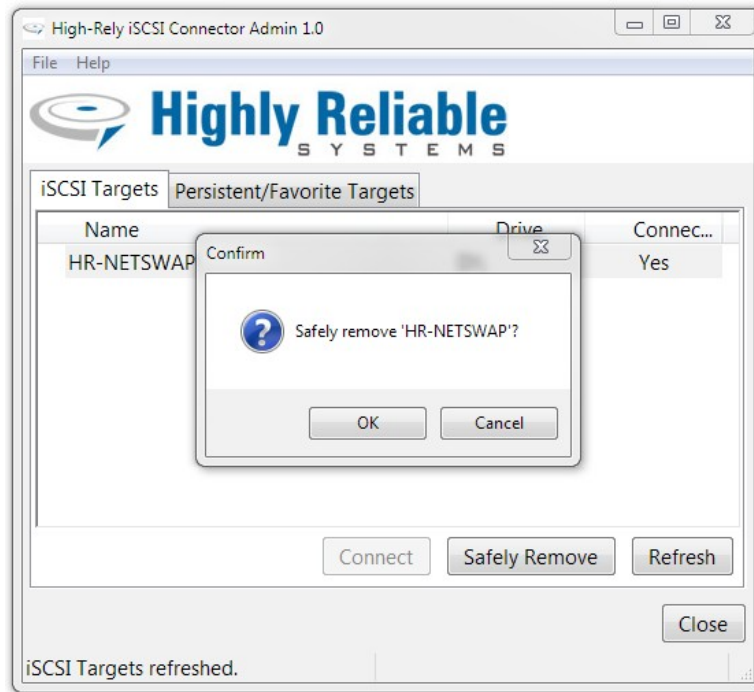 High-Rely iSCSI Connector Admin 1.0
File Help
Highly Reliable
SYSTEMS
iSCSI Targets Persistent/Favorite Targets
Name Drive Connec...
HR-NETSWAP Yes
Confirm
Safely remove 'HR-NETSWAP'?
OK Cancel
Connect Safely Remove Refresh
Close
iSCSI Targets refreshed.